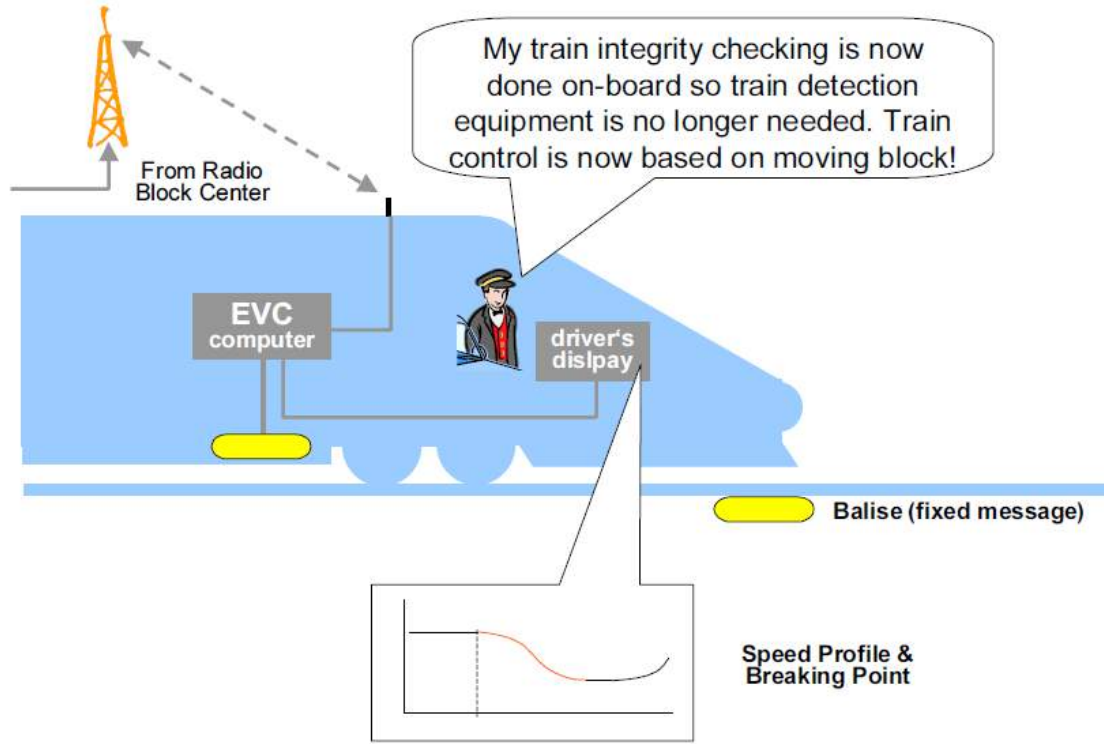 My train integrity checking is now
done on-board so train detection
equipment is no longer needed. Train
control is now based on moving block!
From Radio
Block Center
EVC
computer
driver's
dislpay
Balise (fixed message)
Speed Profile &
Breaking Point